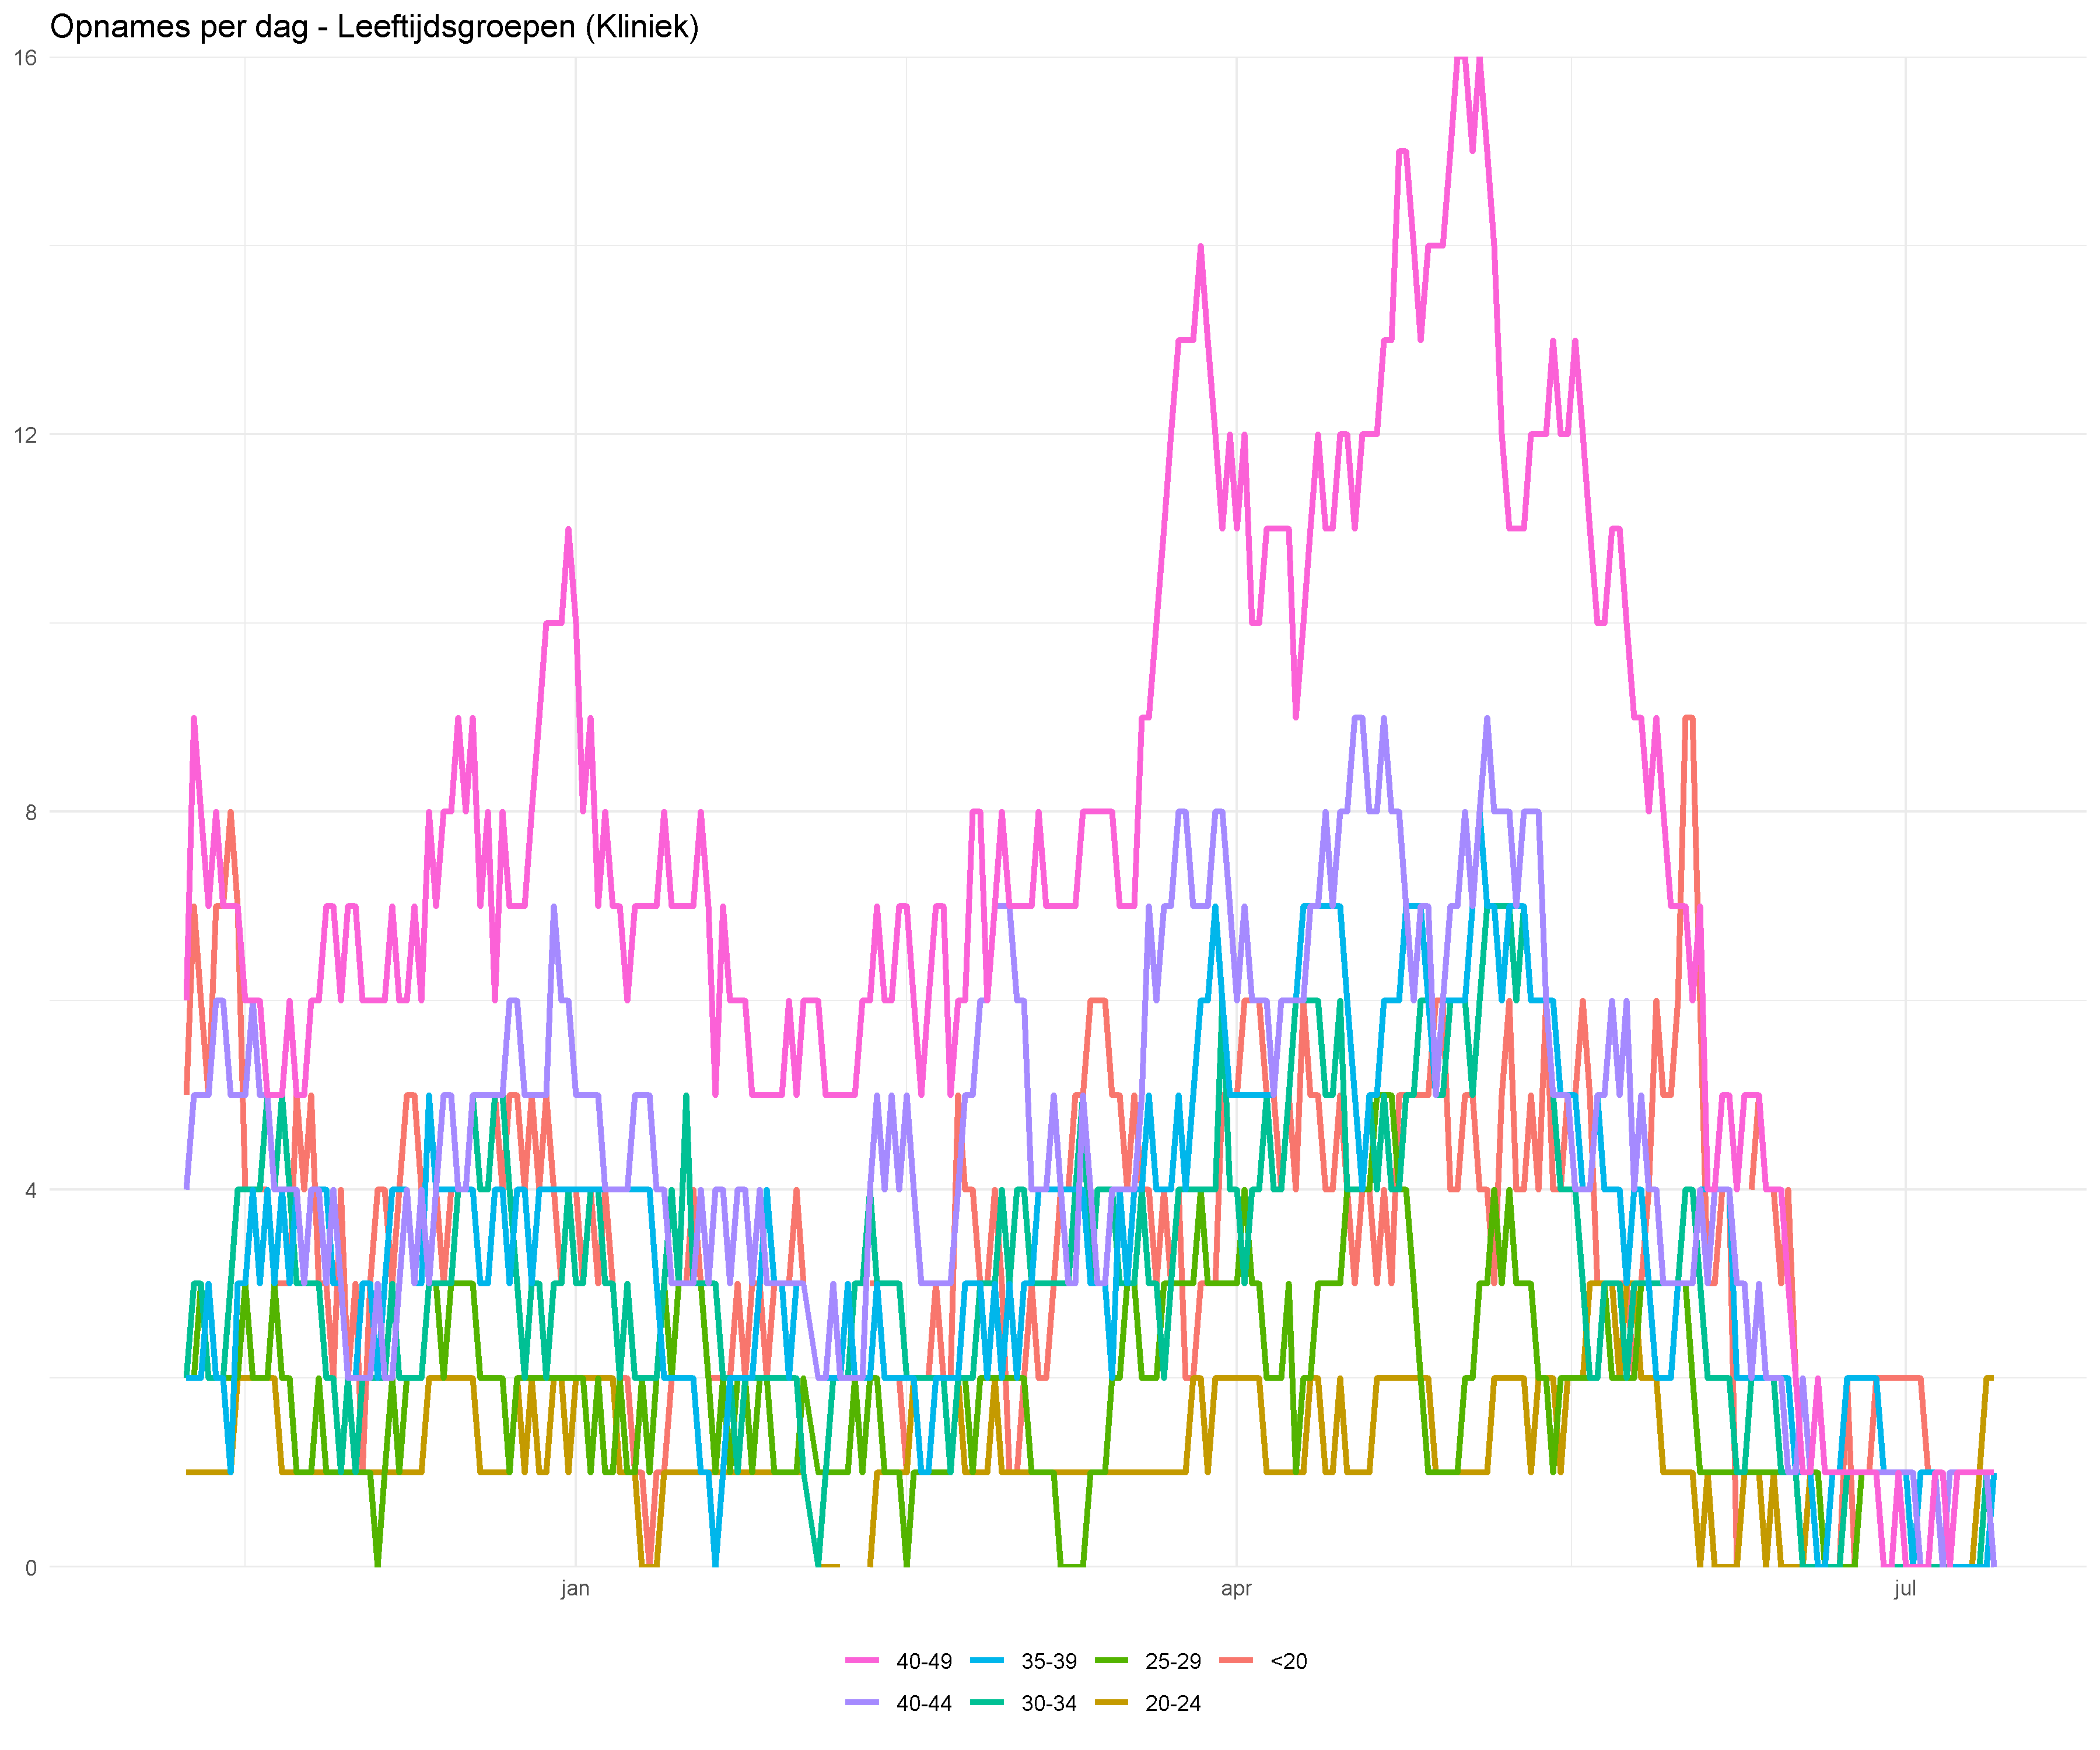 Opnames per dag - Leeftijdsgroepen (Kliniek)
16
12
8
4
0
jan apr jul
40-49 35-39 25-29 <20
40-44 30-34 20-24